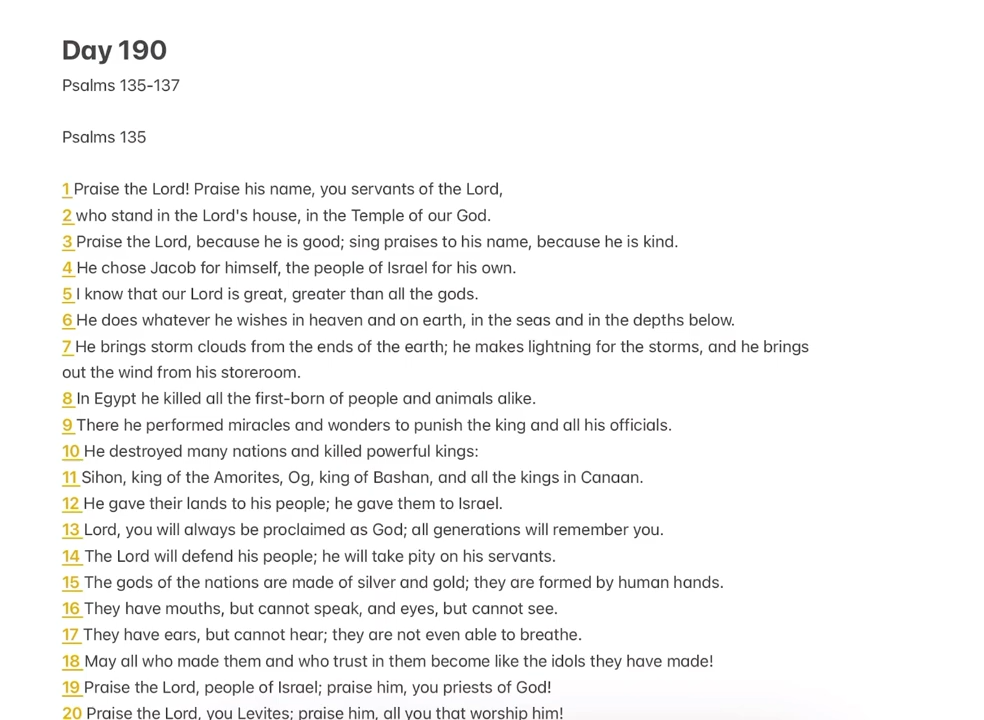 Day 190
Psalms 135-137
Psalms 135
1 Praise the Lord! Praise his name, you servants of the Lord,
2 who stand in the Lord's house, in the Temple of our God.
3 Praise the Lord, because he is good; sing praises to his name, because he is kind.
4 He chose Jacob for himself, the people of Israel for his own.
5 I know that our Lord is great, greater than all the gods.
6 He does whatever he wishes in heaven and on earth, in the seas and in the depths below.
7 He brings storm clouds from the ends of the earth; he makes lightning for the storms, and he brings
out the wind from his storeroom.
8 In Egypt he killed all the first-born of people and animals alike.
9 There he performed miracles and wonders to punish the king and all his officials.
10 He destroyed many nations and killed powerful kings:
11 Sihon, king of the Amorites, Og, king of Bashan, and all the kings in Canaan.
12 He gave their lands to his people; he gave them to Israel.
13 Lord, you will always be proclaimed as God; all generations will remember you.
14 The Lord will defend his people; he will take pity on his servants.
15 The gods of the nations are made of silver and gold; they are formed by human hands.
16 They have mouths, but cannot speak, and eyes, but cannot see.
17 They have ears, but cannot hear; they are not even able to breathe.
18 May all who made them and who trust in them become like the idols they have made!
19 Praise the Lord, people of Israel; praise him, you priests of God!
20 Praise the Lord, you Levites; praise him, all you that worship him!